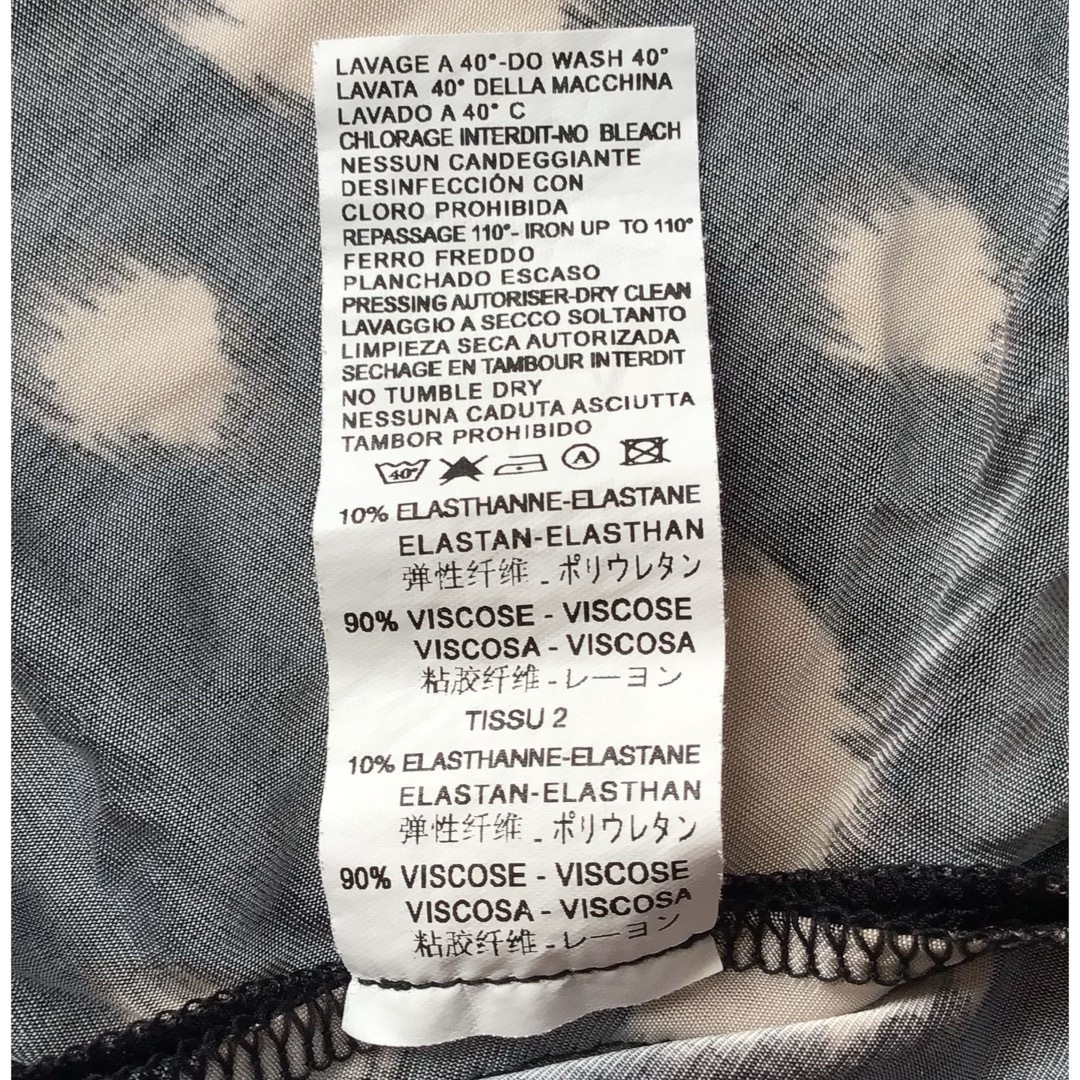 LAVAGE A 40°-DO WASH 40°
LAVATA 40° DELLA MACCHINA
LAVADO A 40° C
CHLORAGE INTERDIT-NO BLEACH
NESSUN CANDEGGIANTE
DESINFECCIÓN CON
CLORO PROHIBIDA
REPASSAGE 110°- IRON UP TO 110°
FERRO FREDDO
PLANCHADO ESCASO
PRESSING AUTORISER-DRY CLEAN
LAVAGGIO A SECCO SOLTANTO
LIMPIEZA SECA AUTORIZADA
SECHAGE EN TAMBOUR INTERDIT
NO TUMBLE DRY
NESSUNA CADUTA ASCIUTTA
TAMBOR PROHIBIDO
40° A
10% ELASTHANNE-ELASTANE
ELASTAN-ELASTHAN
弹性纤维 - ポリウレタン
90% VISCOSE - VISCOSE
VISCOSA - VISCOSA
粘胶纤维 - レーヨン
TISSU 2
10% ELASTHANNE-ELASTANE
ELASTAN-ELASTHAN
弹性纤维 - ポリウレタン
90% VISCOSE - VISCOSE
VISCOSA - VISCOSA
粘胶纤维 - レーヨン